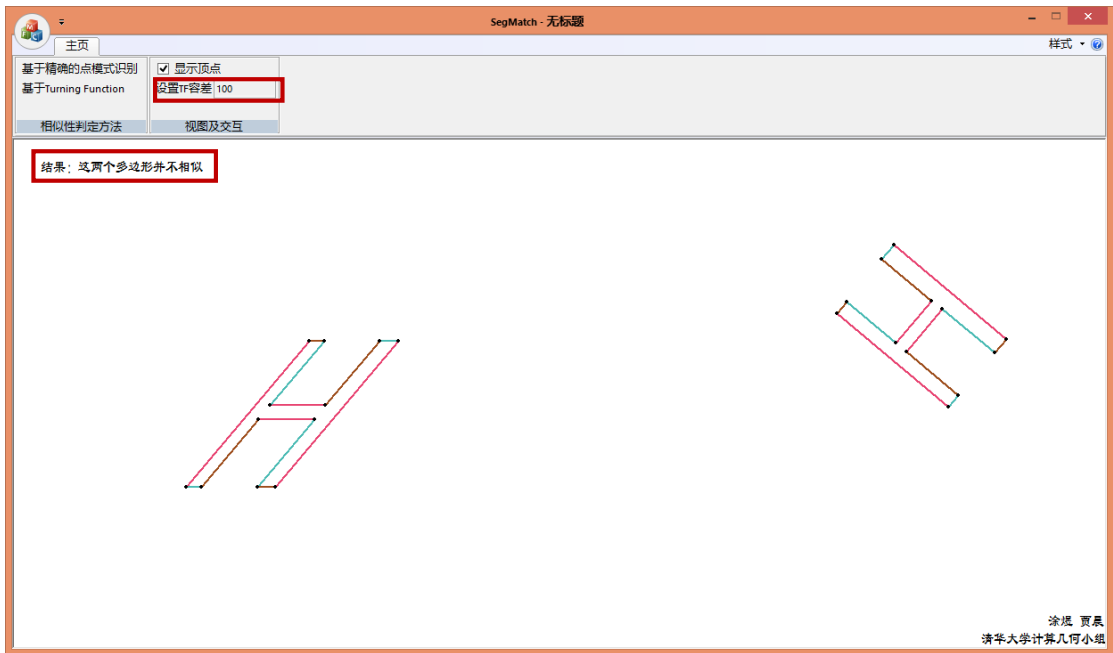 SegMatch - 无标题
主页
样式
基于精确的点模式识别
显示顶点
基于Turning Function
设置TF容差 100
相似性判定方法
视图及交互
结果：这两个多边形并不相似
涂煜 贾晨
清华大学计算几何小组